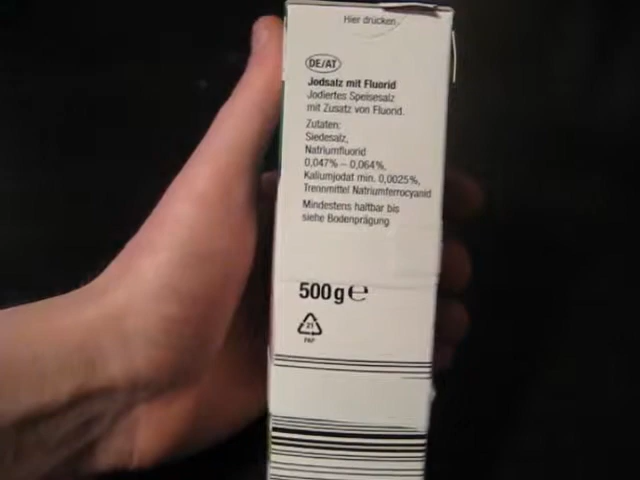 Hier drücken
DE/AT
Jodsalz mit Fluorid
Jodiertes Speisesalz
mit Zusatz von Fluorid.
Zutaten:
Siedesalz,
Natriumfluorid
0,047% – 0,064%,
Kaliumjodat min. 0,0025%,
Trennmittel Natriumferrocyanid
Mindestens haltbar bis
siehe Bodenprägung
500 g ℮
21
PAP